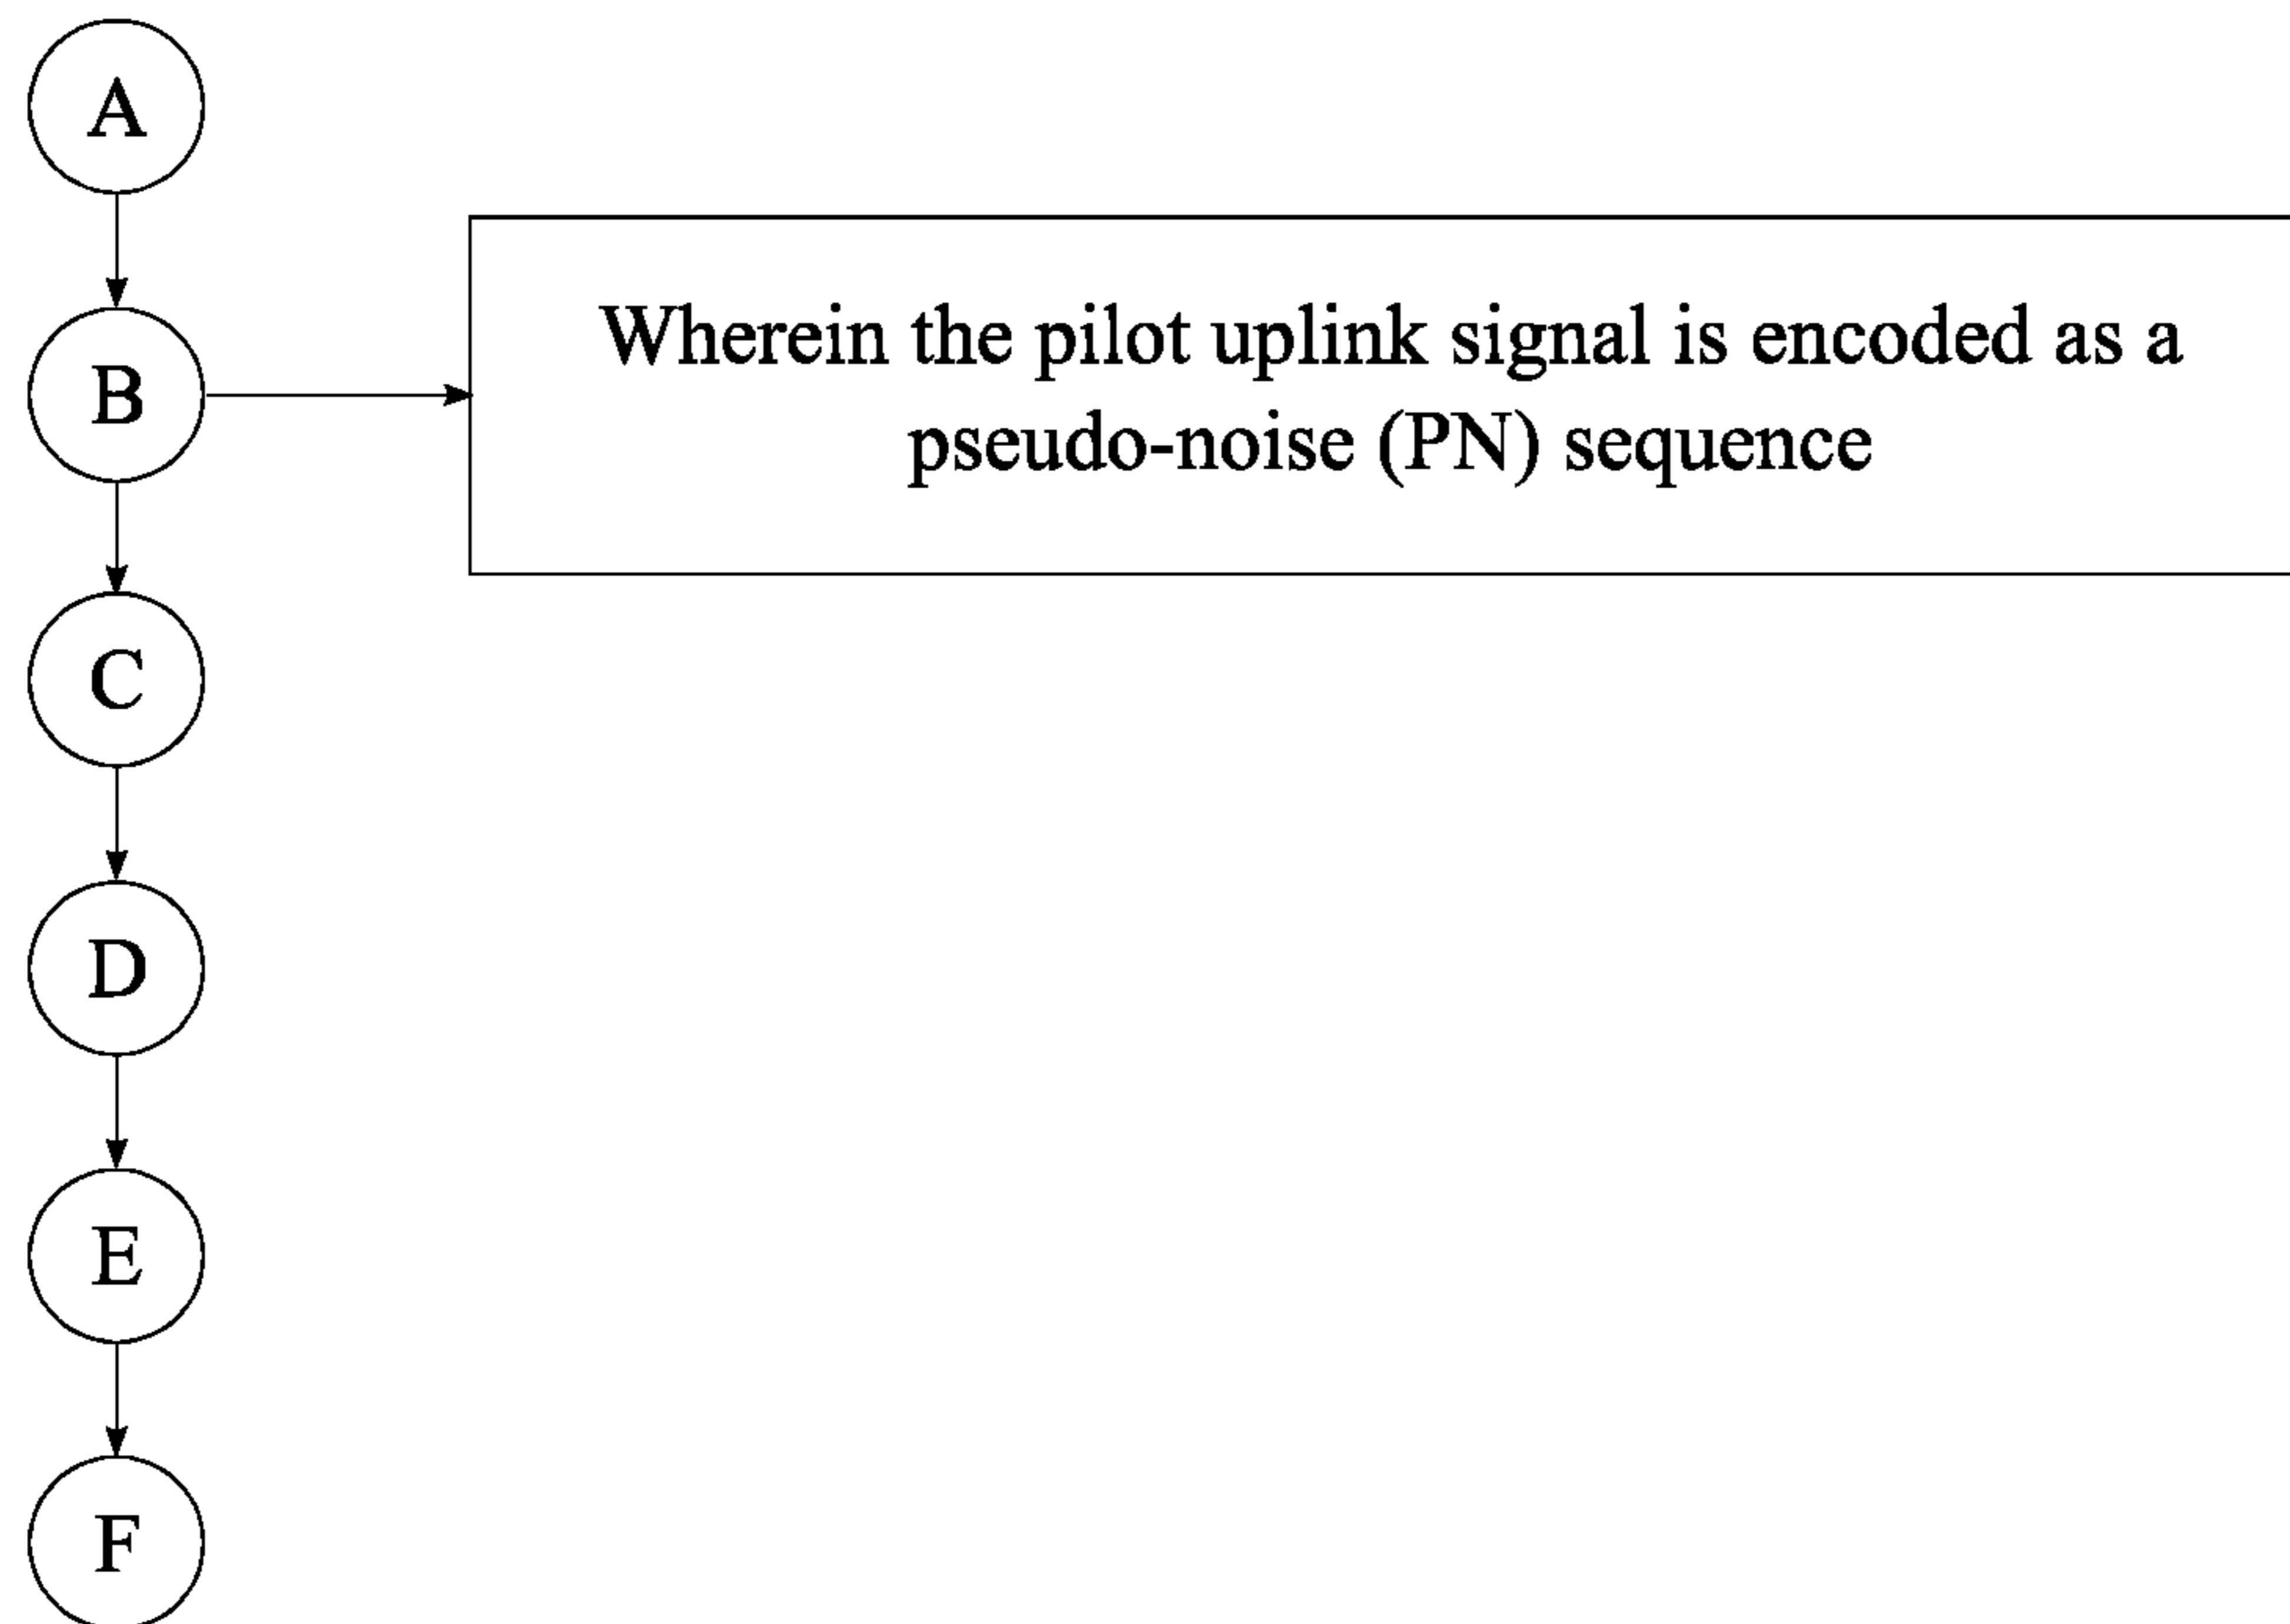 A
B
Wherein the pilot uplink signal is encoded as a
pseudo-noise (PN) sequence
C
D
E
F